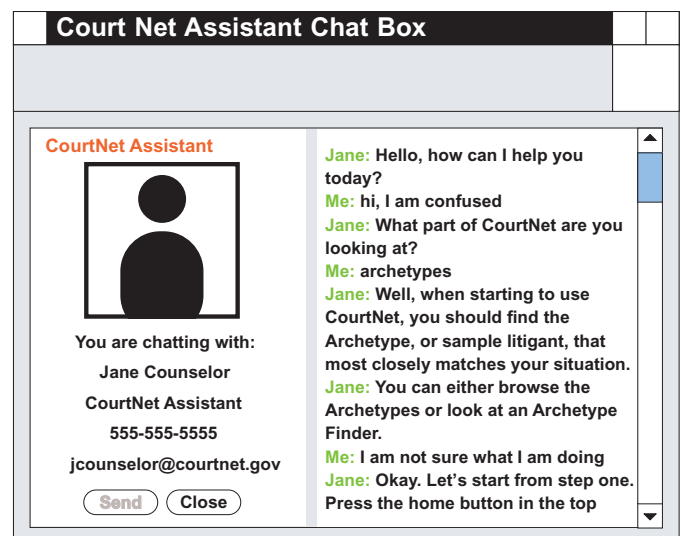 Court Net Assistant Chat Box
CourtNet Assistant
You are chatting with:
Jane Counselor
CourtNet Assistant
555-555-5555
jcounselor@courtnet.gov
Send Close
Jane: Hello, how can I help you
today?
Me: hi, I am confused
Jane: What part of CourtNet are you
looking at?
Me: archetypes
Jane: Well, when starting to use
CourtNet, you should find the
Archetype, or sample litigant, that
most closely matches your situation.
Jane: You can either browse the
Archetypes or look at an Archetype
Finder.
Me: I am not sure what I am doing
Jane: Okay. Let’s start from step one.
Press the home button in the top